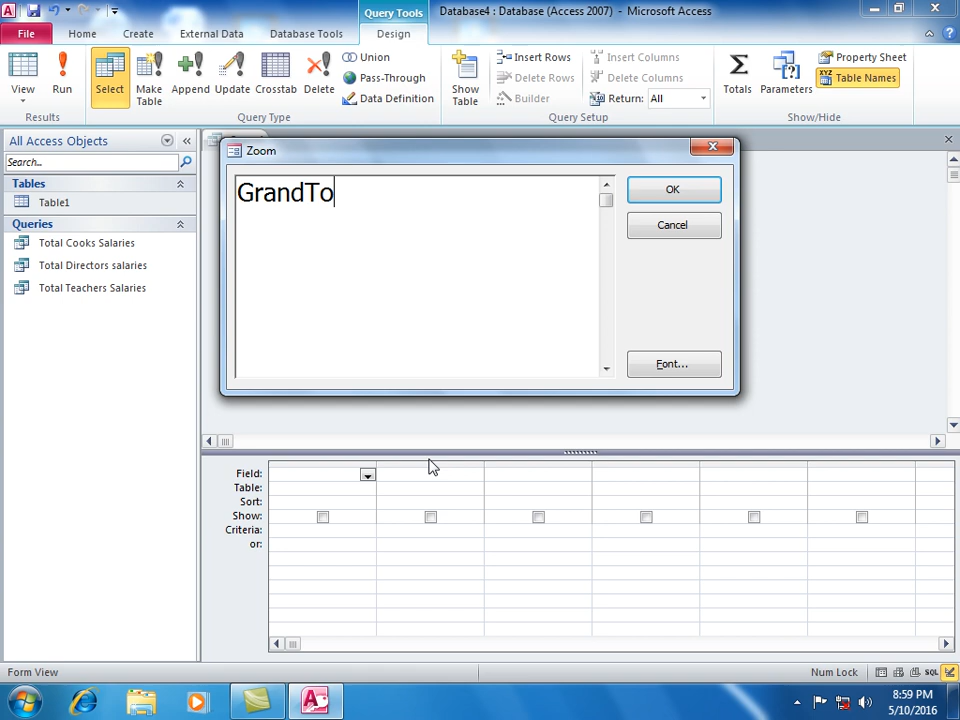 Query Tools
Database4 : Database (Access 2007) - Microsoft Access
File
Home
Create
External Data
Database Tools
Design
View
Run
Select
Make Table
Append
Update
Crosstab
Delete
Union
Pass-Through
Data Definition
Show Table
Insert Rows
Delete Rows
Builder
Insert Columns
Delete Columns
Return: All
Totals
Parameters
Property Sheet
Table Names
Results
Query Type
Query Setup
Show/Hide
All Access Objects
Search...
Tables
Table1
Queries
Total Cooks Salaries
Total Directors salaries
Total Teachers Salaries
Zoom
GrandTo
OK
Cancel
Font...
Field:
Table:
Sort:
Show:
Criteria:
or:
Form View
Num Lock
SQL
8:59 PM
5/10/2016